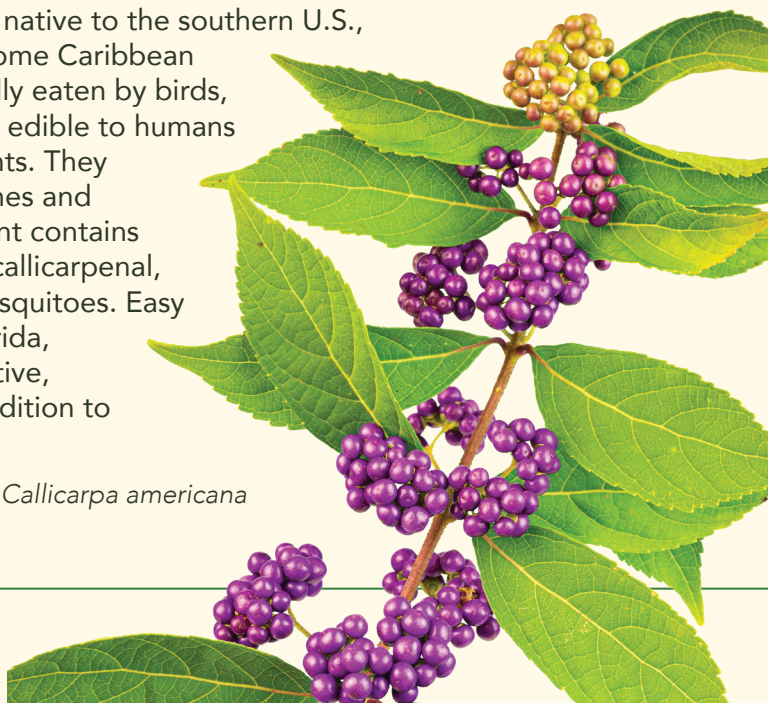 native to the southern U.S.,
ome Caribbean
lly eaten by birds,
edible to humans
nts. They
nes and
nt contains
callicarpenal,
squitoes. Easy
rida,
tive,
dition to
Callicarpa americana